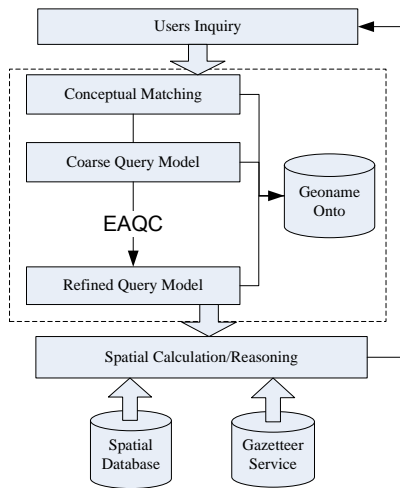 Users Inquiry
Conceptual Matching
Coarse Query Model
Geoname
Onto
EAQC
Refined Query Model
Spatial Calculation/Reasoning
Spatial
Database
Gazetteer
Service